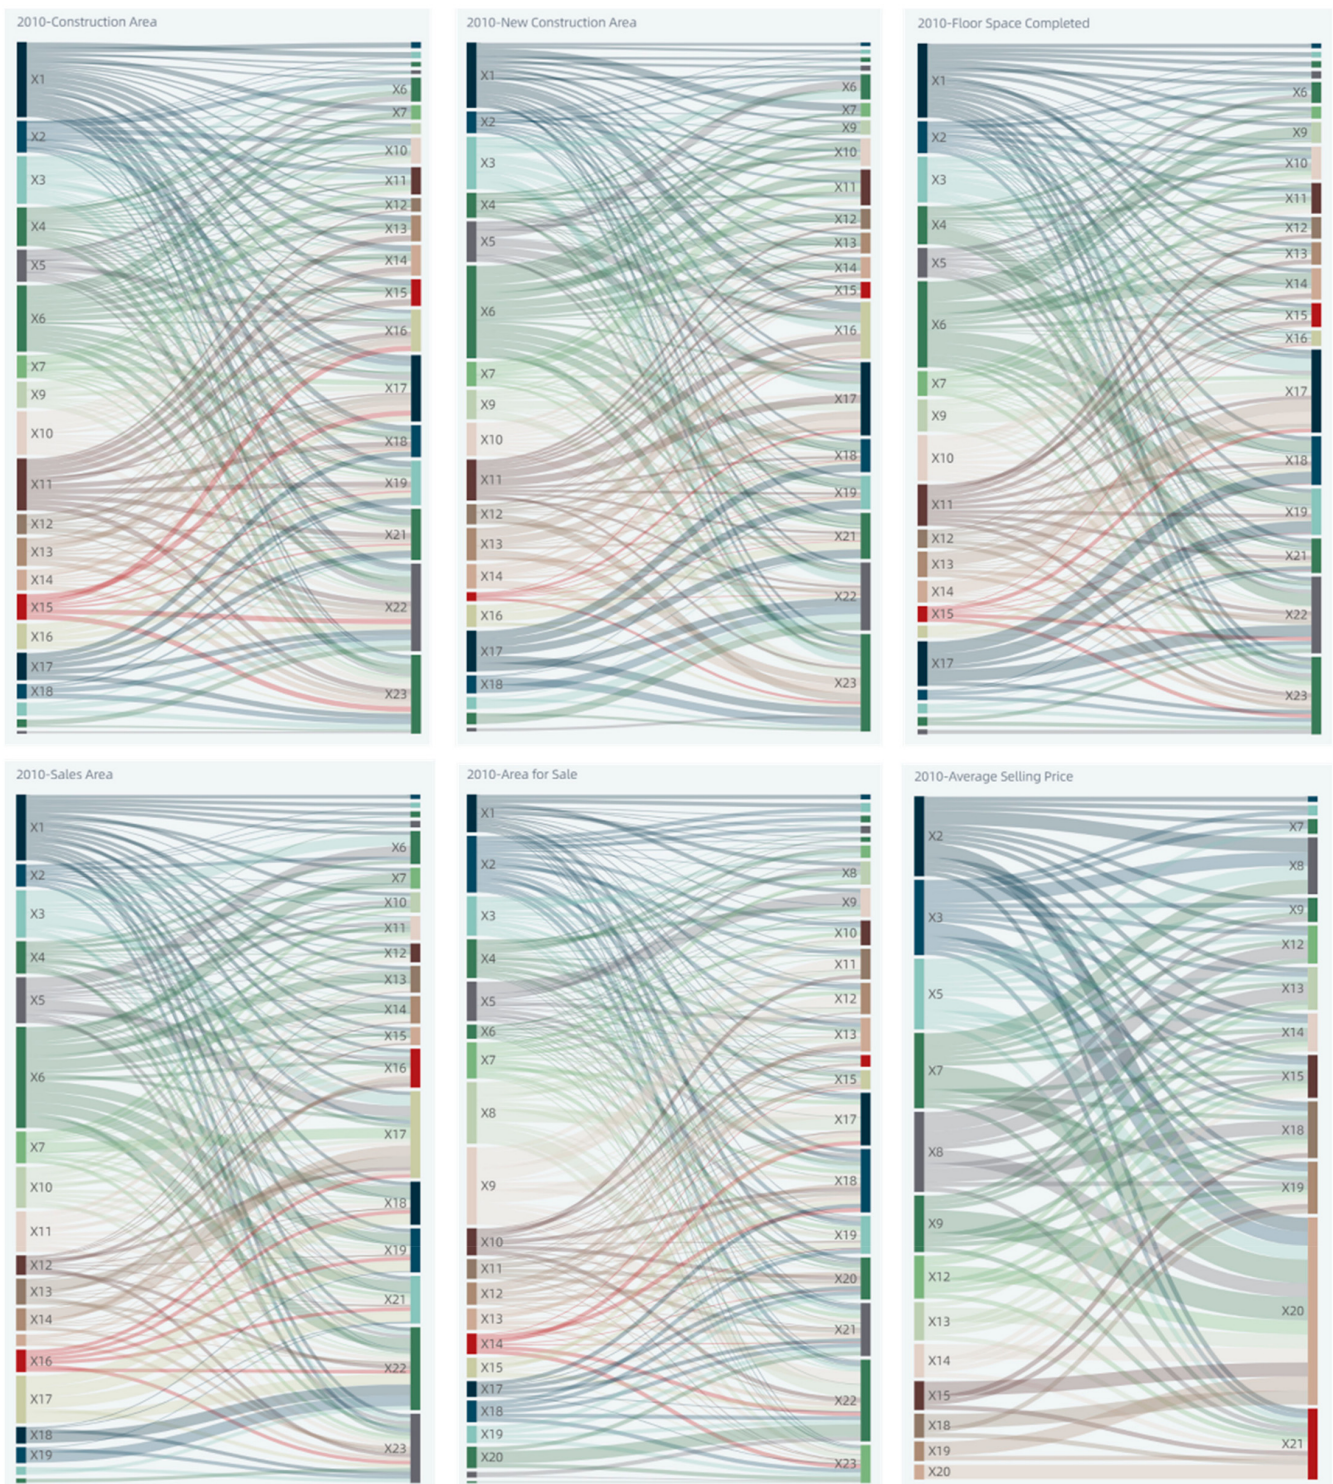 2010-Construction Area
X1
X2
X3
X4
X5
X6
X7
X9
X10
X11
X12
X13
X14
X15
X16
X17
X18
X6
X7
X10
X11
X12
X13
X14
X15
X16
X17
X18
X19
X21
X22
X23
2010-New Construction Area
X1
X2
X3
X4
X5
X6
X7
X9
X10
X11
X12
X13
X14
X16
X17
X18
X6
X7
X9
X10
X11
X12
X13
X14
X15
X16
X17
X18
X19
X21
X22
X23
2010-Floor Space Completed
X1
X2
X3
X4
X5
X6
X7
X9
X10
X11
X12
X13
X14
X15
X17
X6
X9
X10
X11
X12
X13
X14
X15
X16
X17
X18
X19
X21
X22
X23
2010-Sales Area
X1
X2
X3
X4
X5
X6
X7
X10
X11
X12
X13
X14
X16
X17
X18
X19
X6
X7
X10
X11
X12
X13
X14
X15
X16
X17
X18
X19
X21
X22
X23
2010-Area for Sale
X1
X2
X3
X4
X5
X6
X7
X8
X9
X10
X11
X12
X13
X14
X15
X17
X18
X19
X20
X8
X9
X10
X11
X12
X13
X15
X17
X18
X19
X20
X21
X22
X23
2010-Average Selling Price
X2
X3
X5
X7
X8
X9
X12
X13
X14
X15
X18
X19
X20
X7
X8
X9
X12
X13
X14
X15
X18
X19
X20
X21